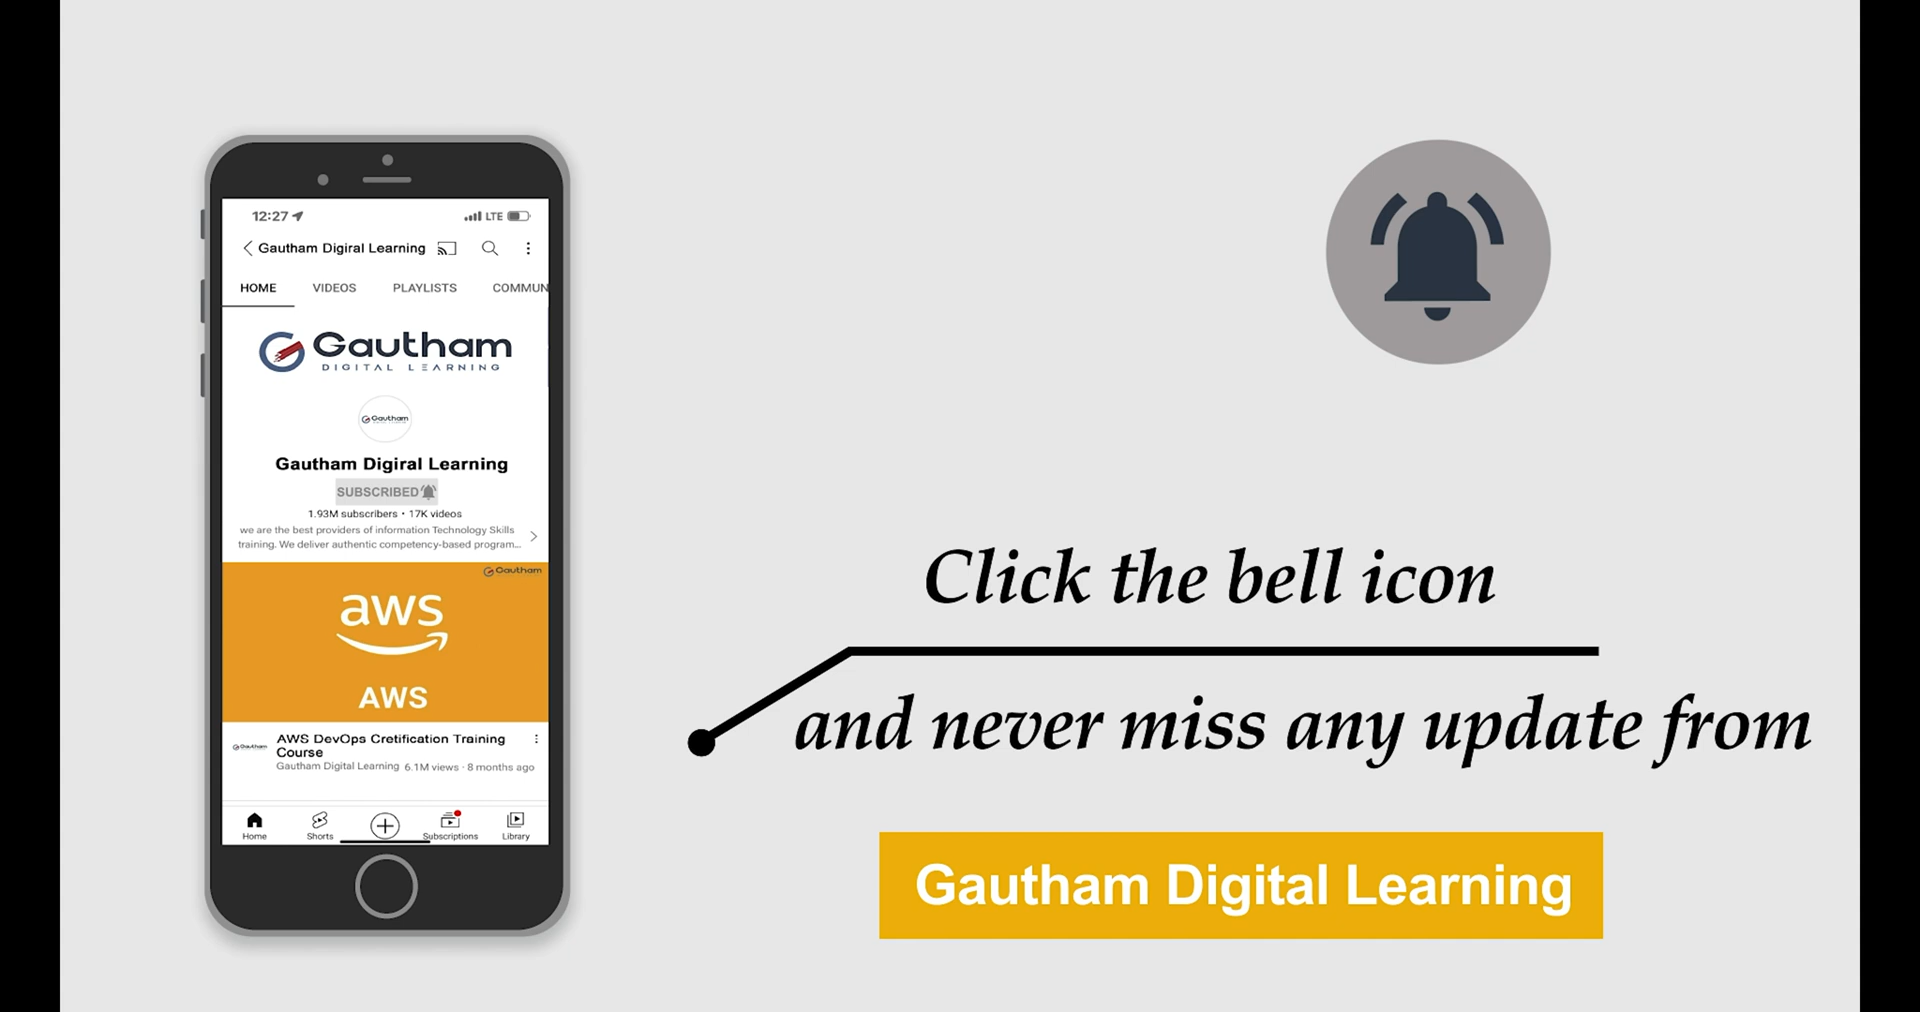 12:27
LTE
Gautham Digiral Learning
HOME VIDEOS PLAYLISTS COMMUN
Gautham
DIGITAL LEARNING
Gautham
Gautham Digiral Learning
SUBSCRIBED
1.93M subscribers • 17K videos
we are the best providers of information Technology Skills
training. We deliver authentic competency-based program...
Gautham
aws
AWS
Gautham
AWS DevOps Cretification Training
Course
Gautham Digital Learning 6.1M views · 8 months ago
Home Shorts Subscriptions Library
Click the bell icon
and never miss any update from
Gautham Digital Learning